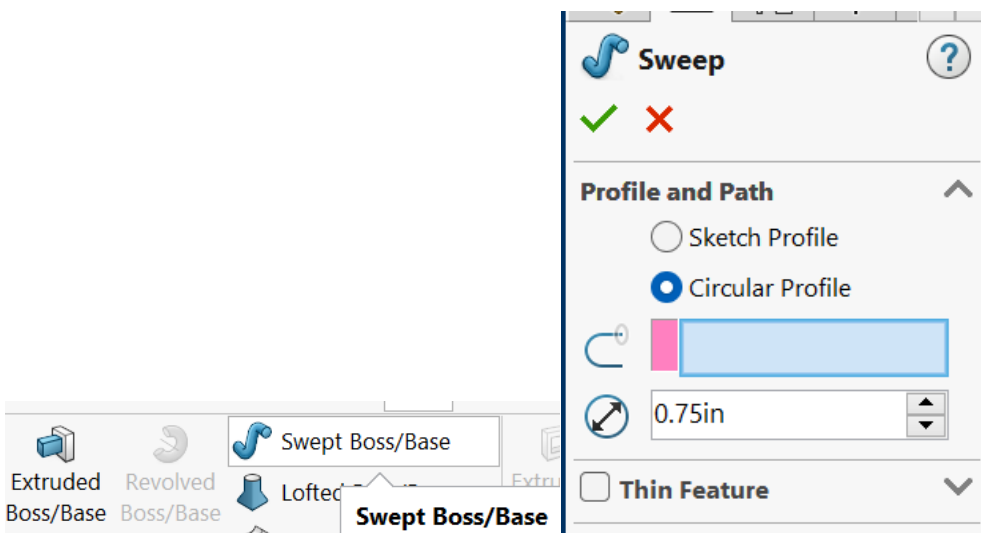 Sweep
?
Profile and Path
Sketch Profile
Circular Profile
0.75in
Thin Feature
Extruded
Boss/Base
Revolved
Boss/Base
Swept Boss/Base
Lofted
Swept Boss/Base